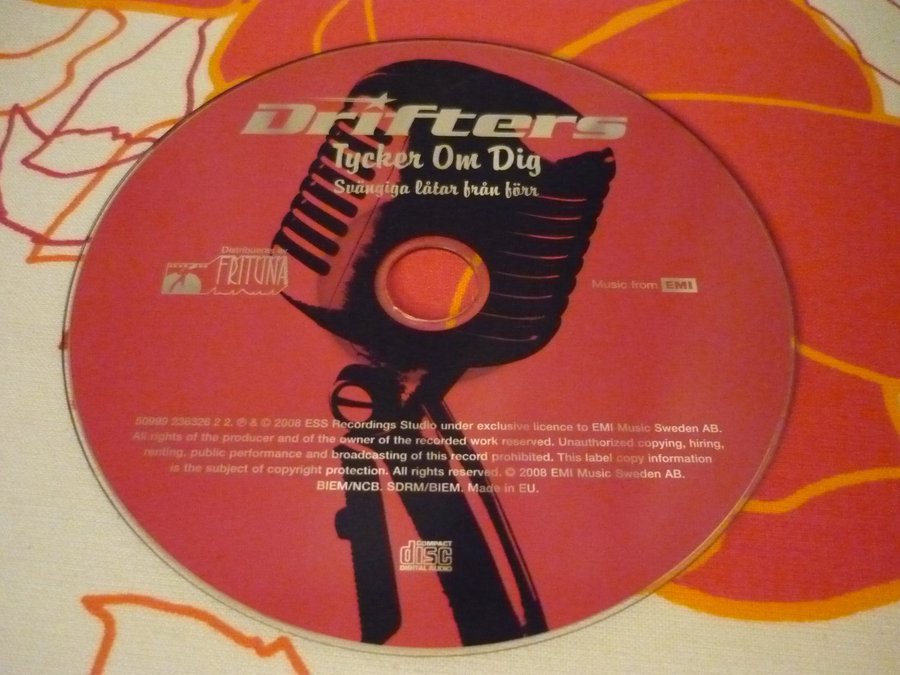 Drifters
Tycker Om Dig
Svängiga låtar från förr
Distribueras av
FRITUNA
Music from EMI
50999 236326 2 2. ℗ & © 2008 ESS Recordings Studio under exclusive licence to EMI Music Sweden AB.
All rights of the producer and of the owner of the recorded work reserved. Unauthorized copying, hiring,
renting, public performance and broadcasting of this record prohibited. This label copy information
is the subject of copyright protection. All rights reserved. © 2008 EMI Music Sweden AB.
BIEM/NCB. SDRM/BIEM. Made in EU.
COMPACT
disc
DIGITAL AUDIO